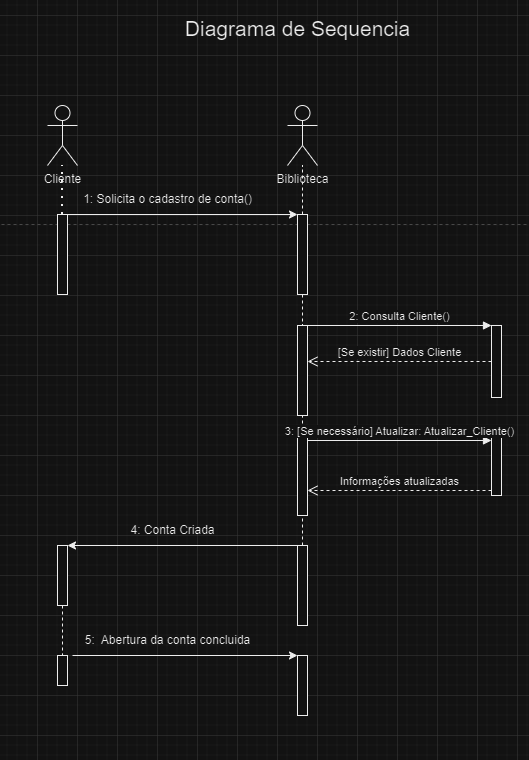 Diagrama de Sequencia
Cliente
Biblioteca
1: Solicita o cadastro de conta()
2: Consulta Cliente()
[Se existir] Dados Cliente
3: [Se necessário] Atualizar: Atualizar_Cliente()
Informações atualizadas
4: Conta Criada
5: Abertura da conta concluida